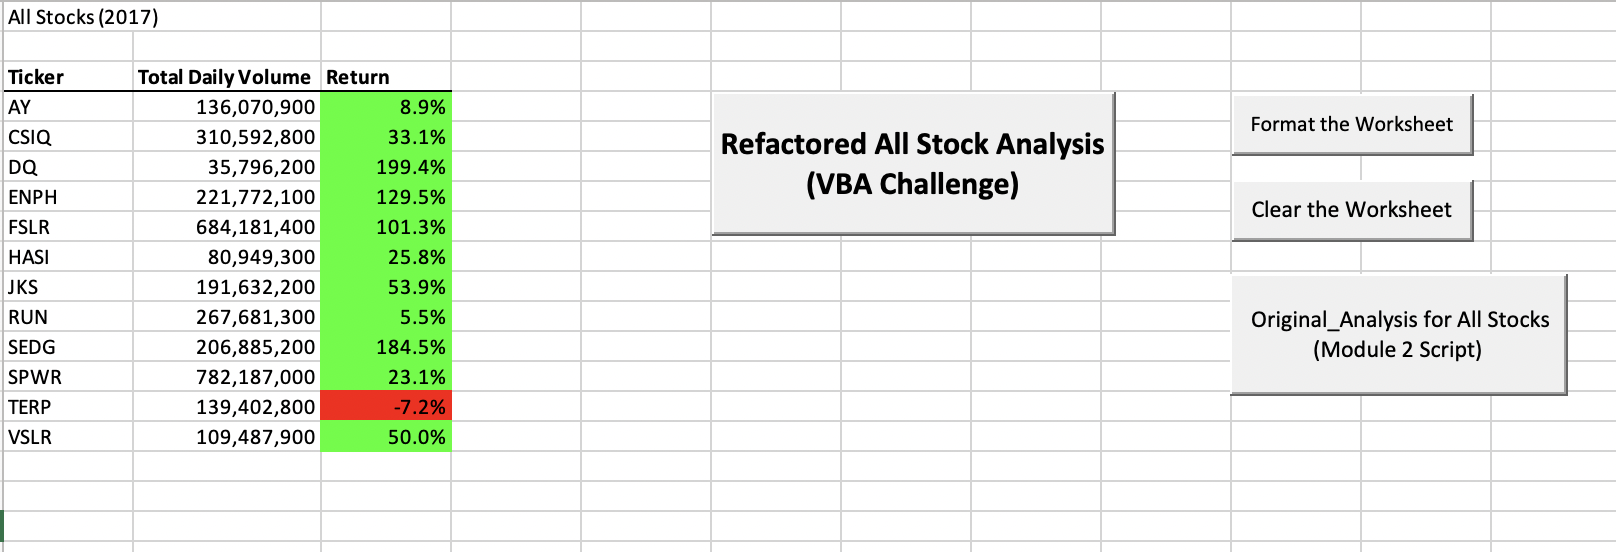 All Stocks (2017)
Ticker Total Daily Volume Return
AY 136,070,900 8.9%
CSIQ 310,592,800 33.1%
DQ 35,796,200 199.4%
ENPH 221,772,100 129.5%
FSLR 684,181,400 101.3%
HASI 80,949,300 25.8%
JKS 191,632,200 53.9%
RUN 267,681,300 5.5%
SEDG 206,885,200 184.5%
SPWR 782,187,000 23.1%
TERP 139,402,800 -7.2%
VSLR 109,487,900 50.0%
Refactored All Stock Analysis
(VBA Challenge)
Format the Worksheet
Clear the Worksheet
Original_Analysis for All Stocks
(Module 2 Script)